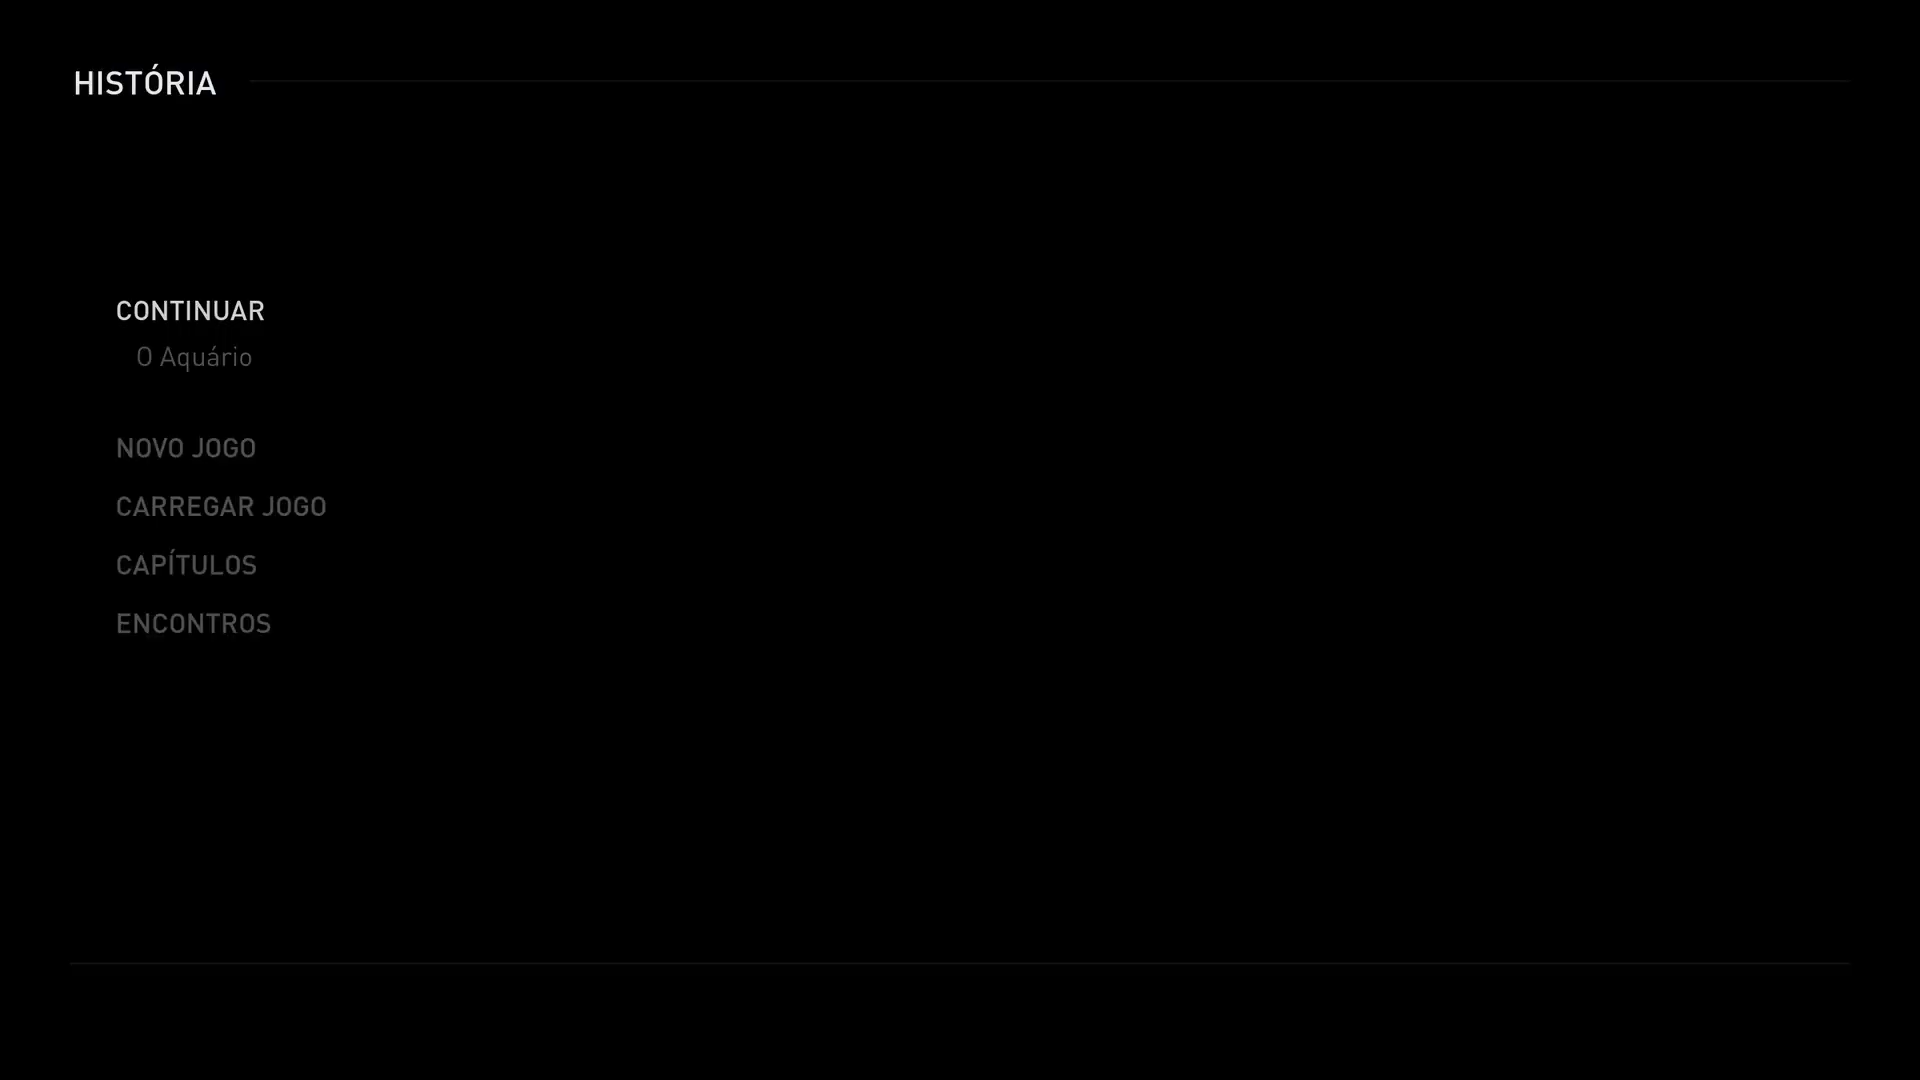 HISTÓRIA
CONTINUAR
O Aquário
NOVO JOGO
CARREGAR JOGO
CAPÍTULOS
ENCONTROS